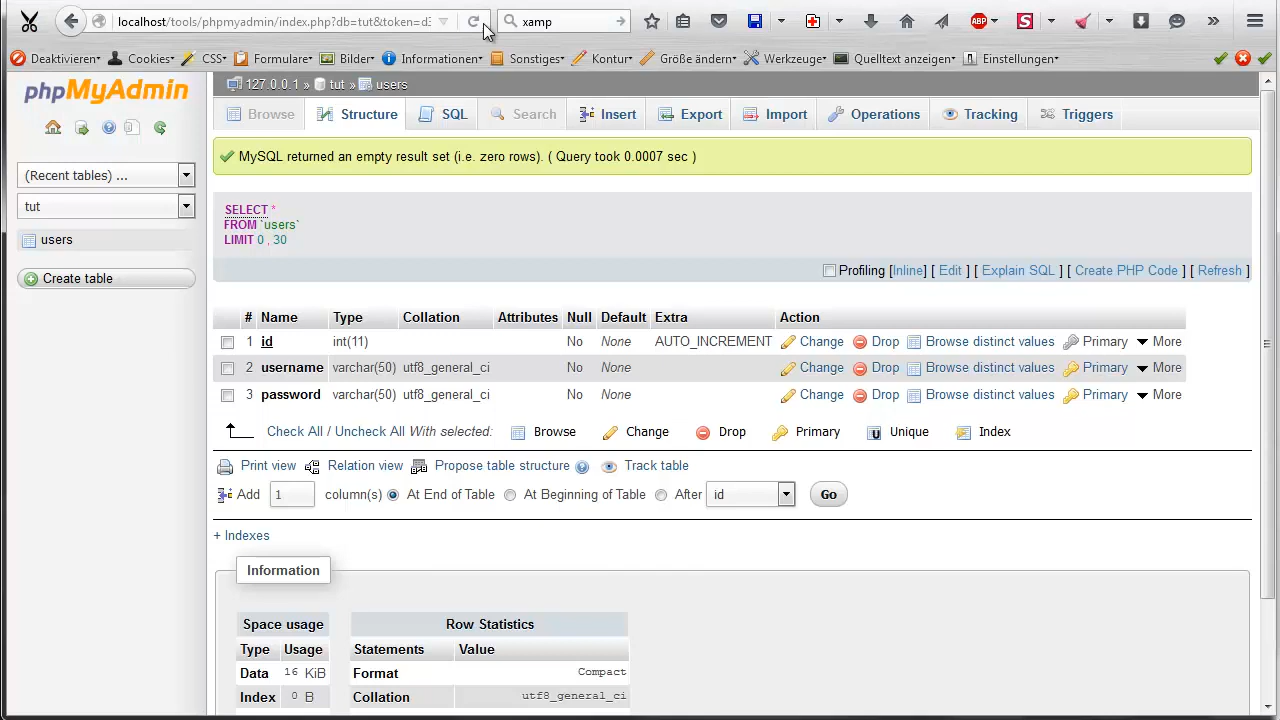 localhost/tools/phpmyadmin/index.php?db=tut&token=d3
xamp
ABP
S
Deaktivieren▾ Cookies▾ CSS▾ Formulare▾ Bilder▾ Informationen▾ Sonstiges▾ Kontur▾ Größe ändern▾ Werkzeuge▾ Quelltext anzeigen▾ Einstellungen▾
phpMyAdmin
127.0.0.1 » tut » users
Browse Structure SQL Search Insert Export Import Operations Tracking Triggers
MySQL returned an empty result set (i.e. zero rows). ( Query took 0.0007 sec )
(Recent tables) ...
tut
users
Create table
SELECT *
FROM `users`
LIMIT 0 , 30
Profiling [Inline] [ Edit ] [ Explain SQL ] [ Create PHP Code ] [ Refresh ]
# Name Type Collation Attributes Null Default Extra Action
1 id int(11) No None AUTO_INCREMENT Change Drop Browse distinct values Primary More
2 username varchar(50) utf8_general_ci No None Change Drop Browse distinct values Primary More
3 password varchar(50) utf8_general_ci No None Change Drop Browse distinct values Primary More
Check All / Uncheck All With selected: Browse Change Drop Primary Unique Index
Print view Relation view Propose table structure Track table
Add 1 column(s) At End of Table At Beginning of Table After id Go
+ Indexes
Information
Space usage
Type Usage
Data 16 KiB
Index 0 B
Row Statistics
Statements Value
Format Compact
Collation utf8_general_ci